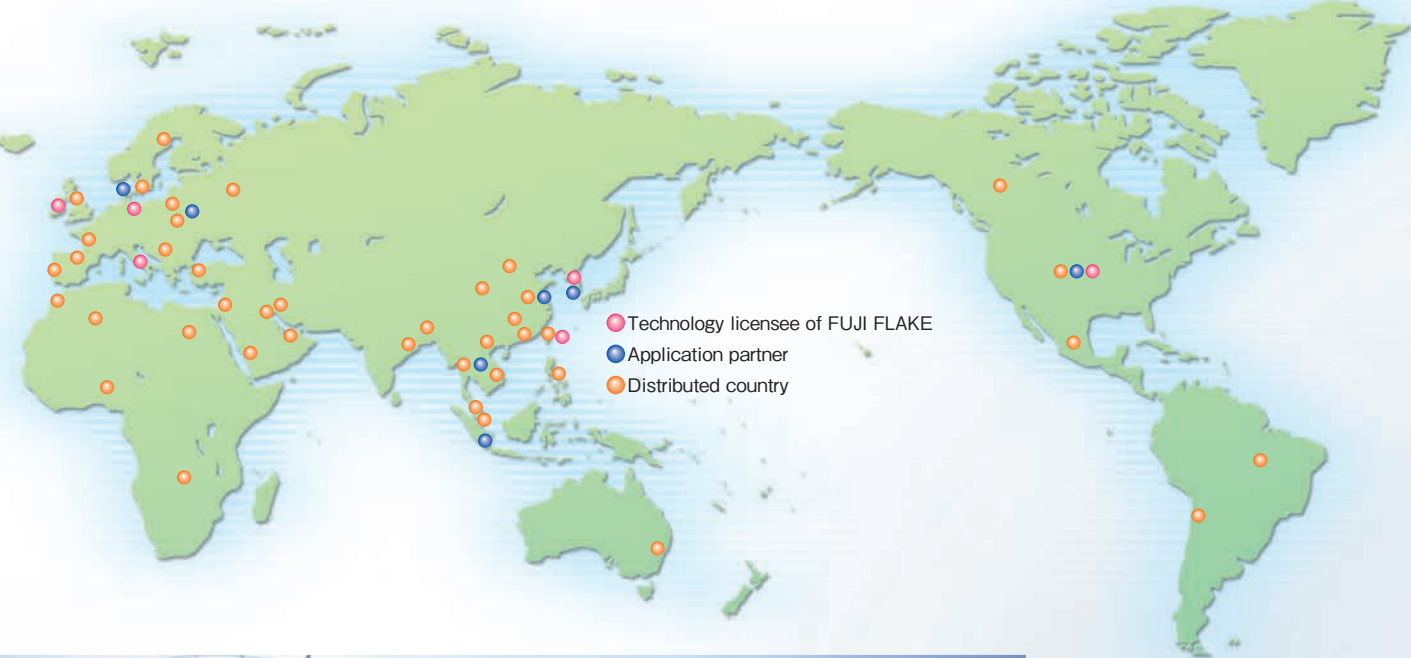 Technology licensee of FUJI FLAKE
Application partner
Distributed country